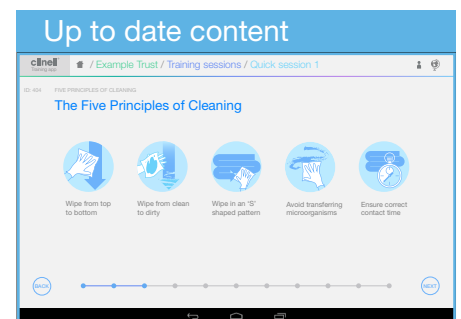 Up to date content
clinell
Training app
/ Example Trust / Training sessions / Quick session 1
ID: 404 FIVE PRINCIPLES OF CLEANING
The Five Principles of Cleaning
Wipe from top
to bottom
Wipe from clean
to dirty
Wipe in an 'S'
shaped pattern
Avoid transferring
microorganisms
Ensure correct
contact time
BACK
NEXT